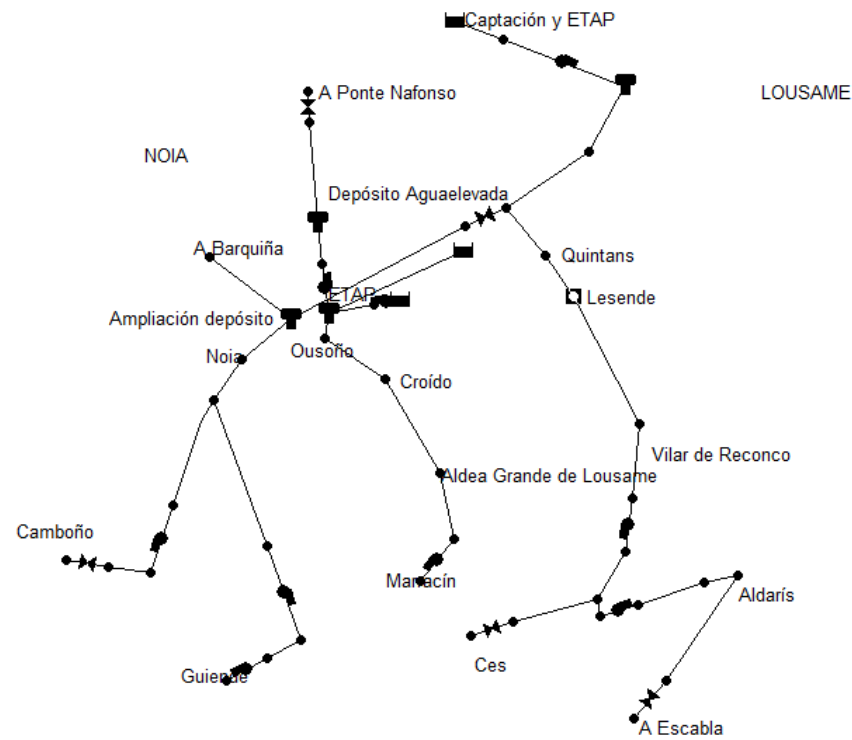 Captación y ETAP
A Ponte Nafonso
LOUSAME
NOIA
Depósito Aguaelevada
A Barquiña
Quintans
ETAP
Lesende
Ampliación depósito
Ousoño
Noia
Croído
Vilar de Reconco
Aldea Grande de Lousame
Camboño
Marracín
Aldarís
Ces
Guiende
A Escabla